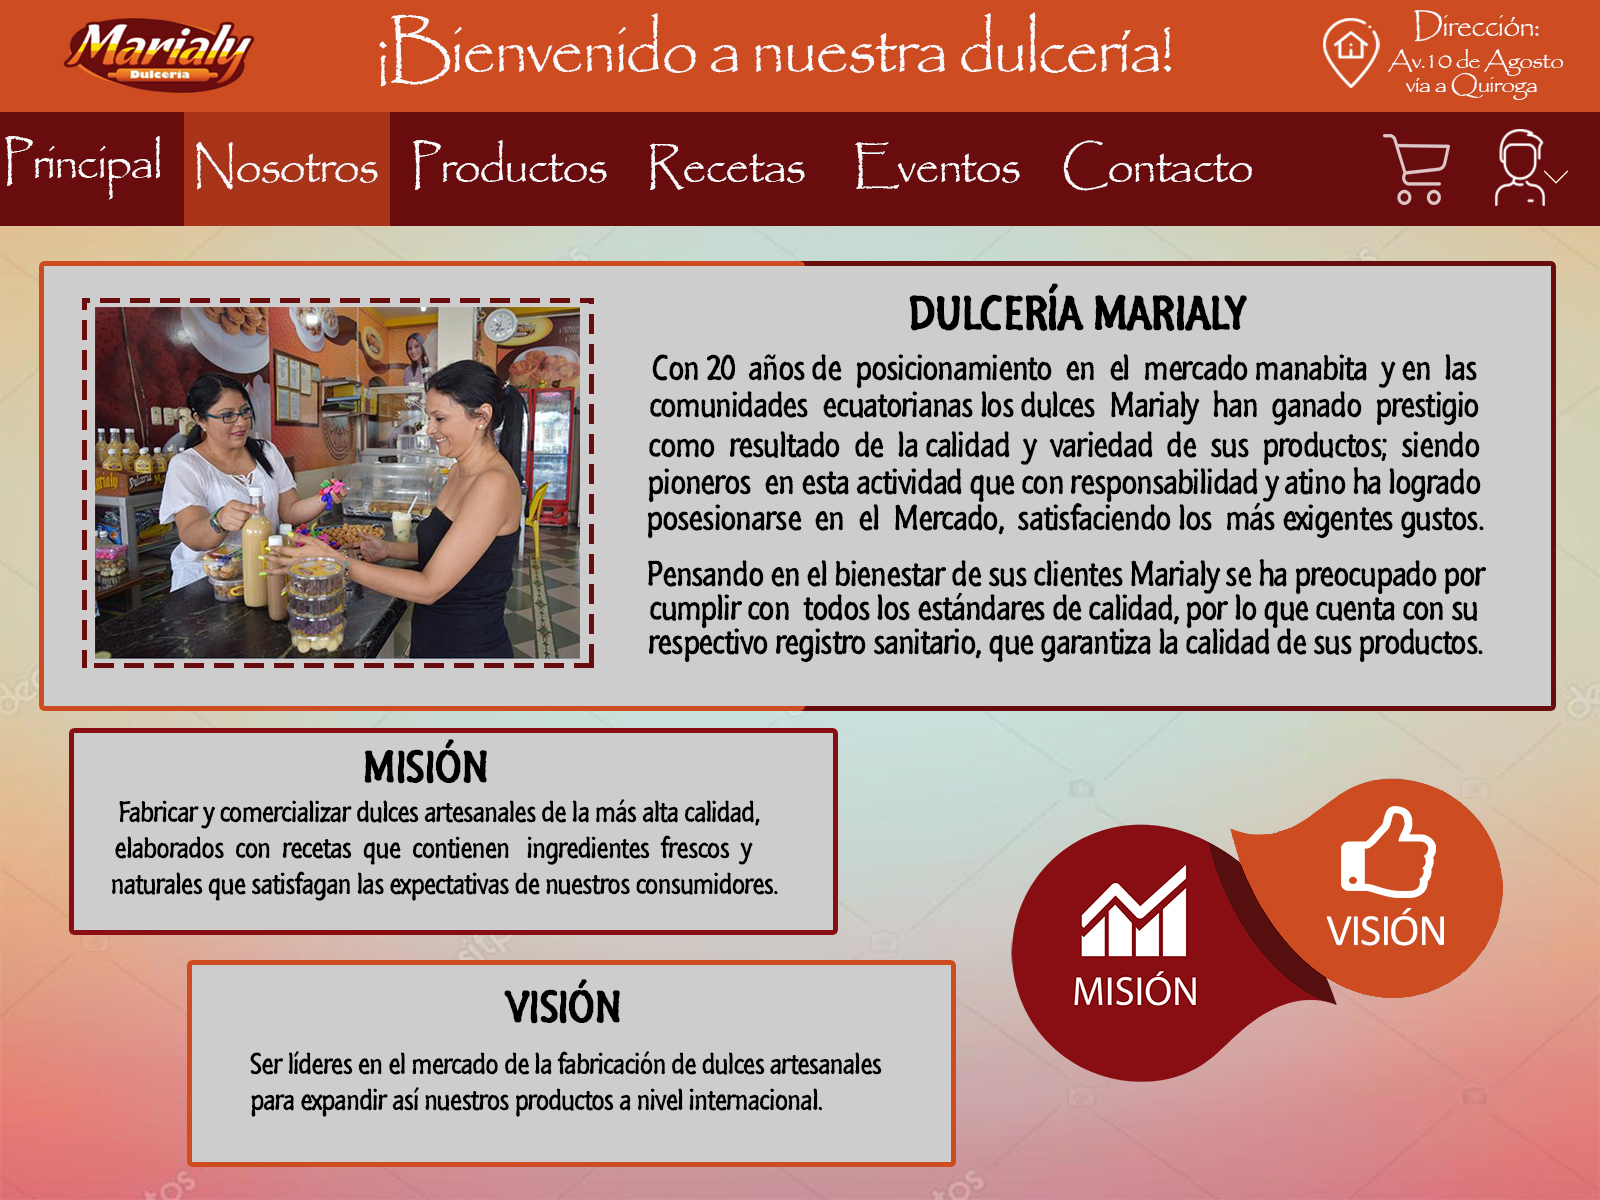 Marialy
Dulcería
¡Bienvenido a nuestra dulcería!
Dirección:
Av.10 de Agosto
vía a Quiroga
Principal
Nosotros
Productos
Recetas
Eventos
Contacto
DULCERÍA MARIALY
Con 20 años de posicionamiento en el mercado manabita y en las
comunidades ecuatorianas los dulces Marialy han ganado prestigio
como resultado de la calidad y variedad de sus productos; siendo
pioneros en esta actividad que con responsabilidad y atino ha logrado
posesionarse en el Mercado, satisfaciendo los más exigentes gustos.
Pensando en el bienestar de sus clientes Marialy se ha preocupado por
cumplir con todos los estándares de calidad, por lo que cuenta con su
respectivo registro sanitario, que garantiza la calidad de sus productos.
MISIÓN
Fabricar y comercializar dulces artesanales de la más alta calidad,
elaborados con recetas que contienen ingredientes frescos y
naturales que satisfagan las expectativas de nuestros consumidores.
VISIÓN
MISIÓN
VISIÓN
Ser líderes en el mercado de la fabricación de dulces artesanales
para expandir así nuestros productos a nivel internacional.